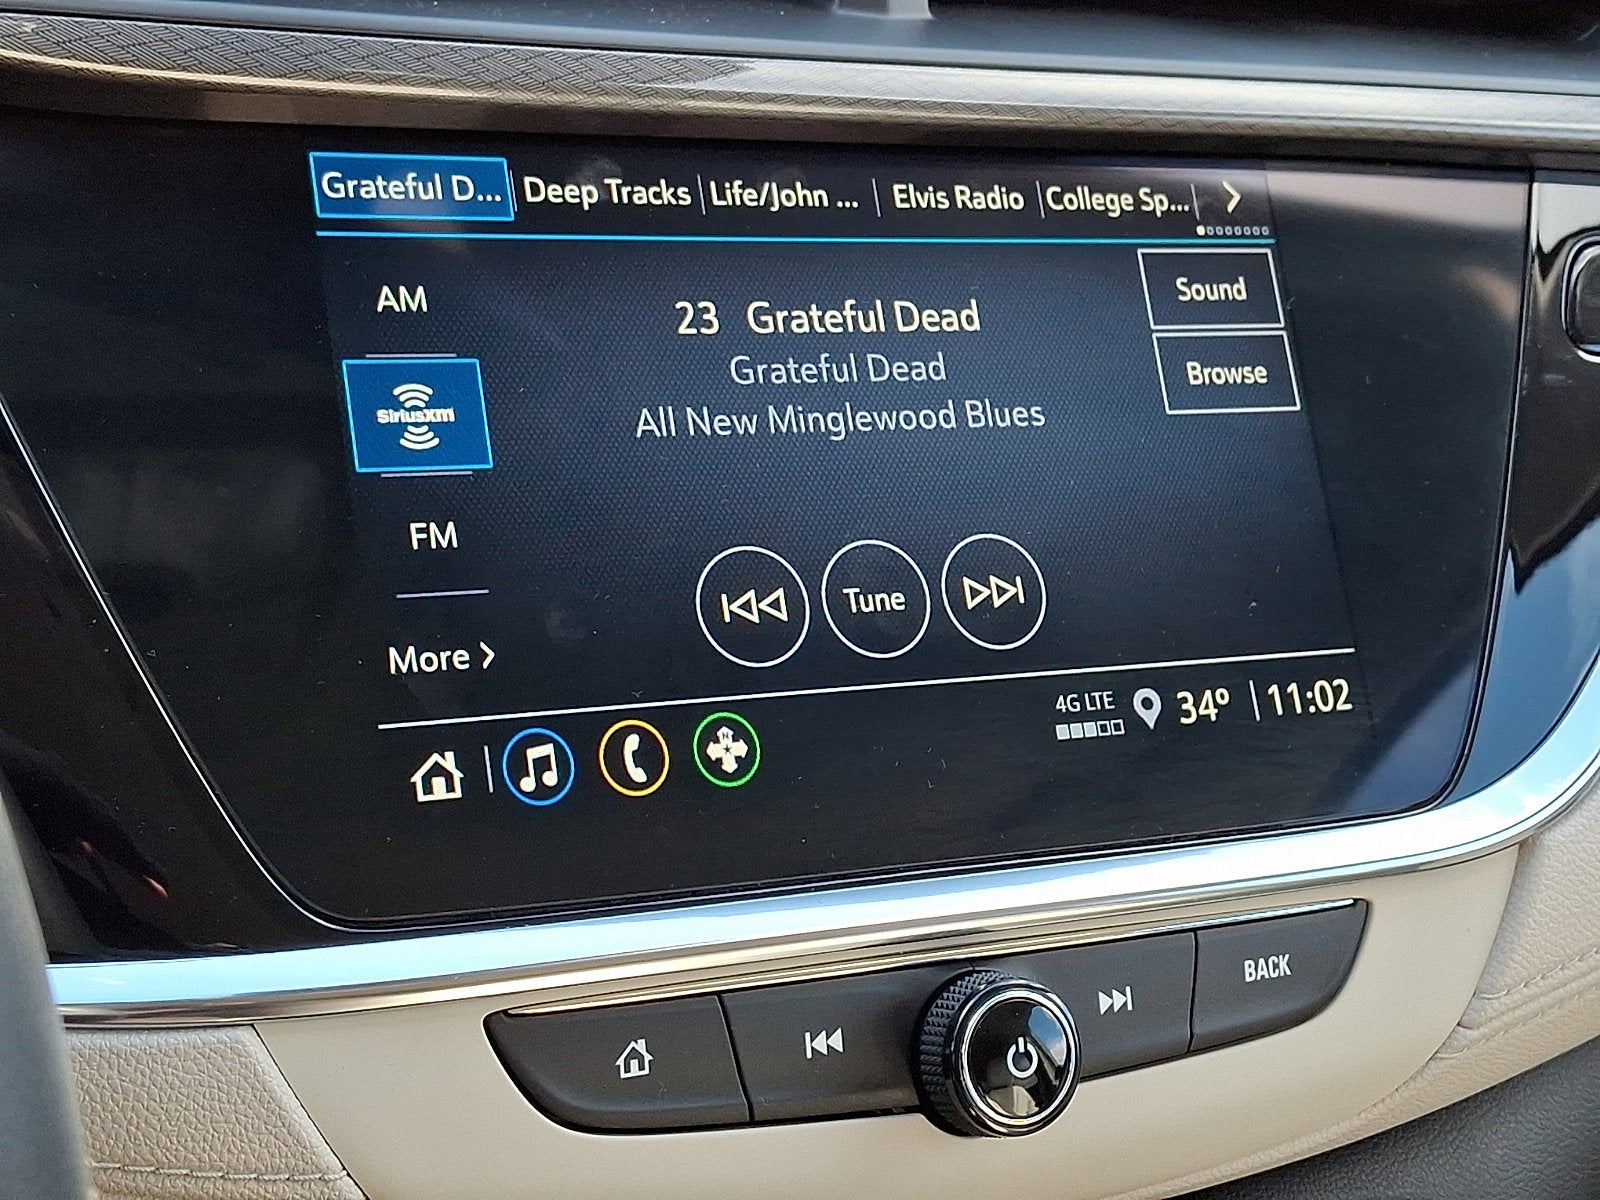 Grateful D... Deep Tracks Life/John ... Elvis Radio College Sp...
AM
SiriusXM
FM
More
23 Grateful Dead
Grateful Dead
All New Minglewood Blues
Sound
Browse
Tune
4G LTE 34° 11:02
N
BACK